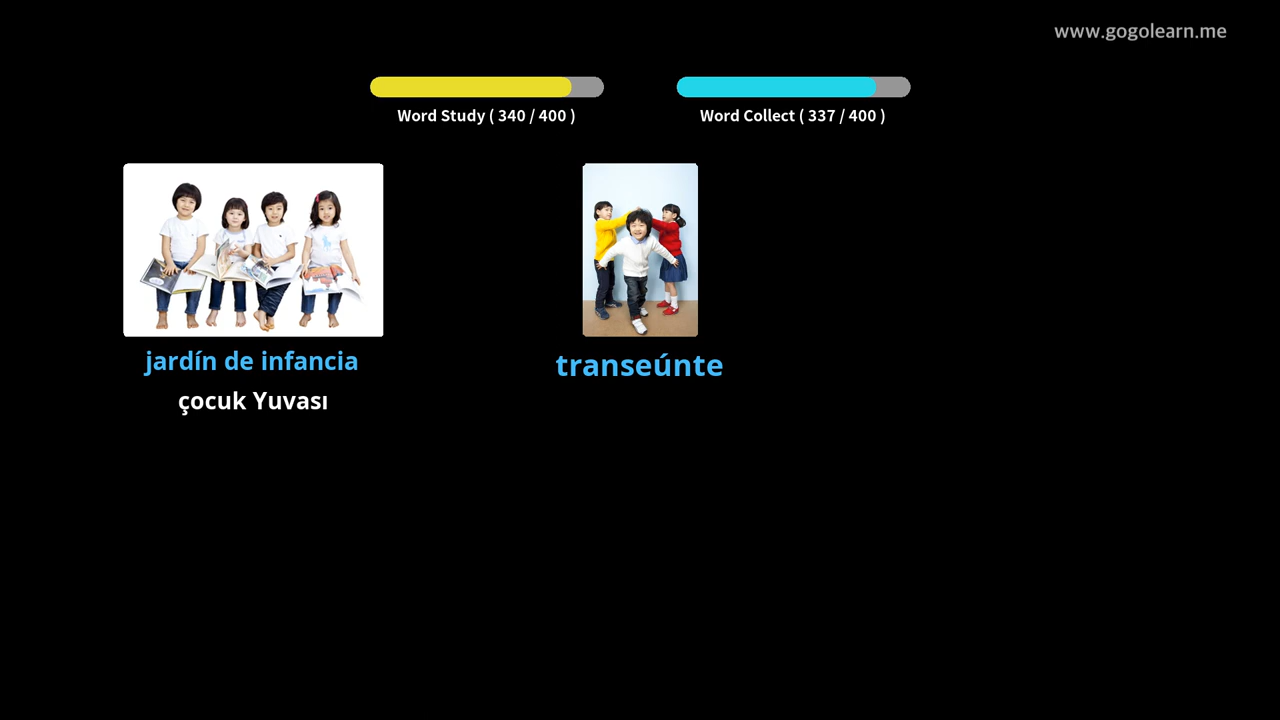 www.gogolearn.me
Word Study ( 340 / 400 )
Word Collect ( 337 / 400 )
jardín de infancia
çocuk Yuvası
transeúnte